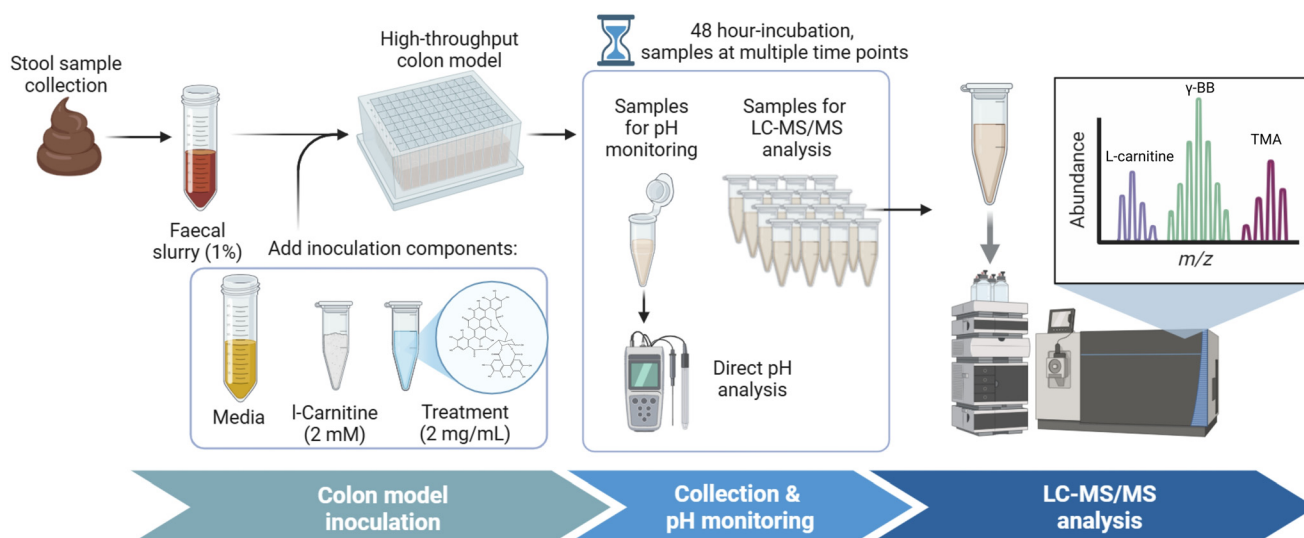 Stool sample
collection
Faecal
slurry (1%)
High-throughput
colon model
Add inoculation components:
Media
l-Carnitine
(2 mM)
Treatment
(2 mg/mL)
48 hour-incubation,
samples at multiple time points
Samples
for pH
monitoring
Samples for
LC-MS/MS
analysis
Direct pH
analysis
Abundance
L-carnitine
γ-BB
TMA
m/z
Colon model
inoculation
Collection &
pH monitoring
LC-MS/MS
analysis